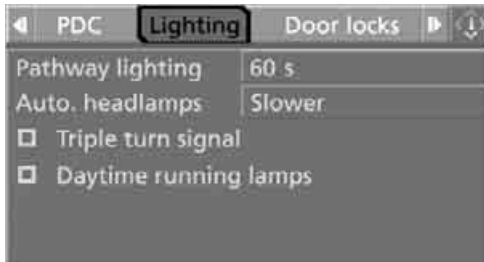 PDC Lighting Door locks
Pathway lighting 60 s
Auto. headlamps Slower
Triple turn signal
Daytime running lamps